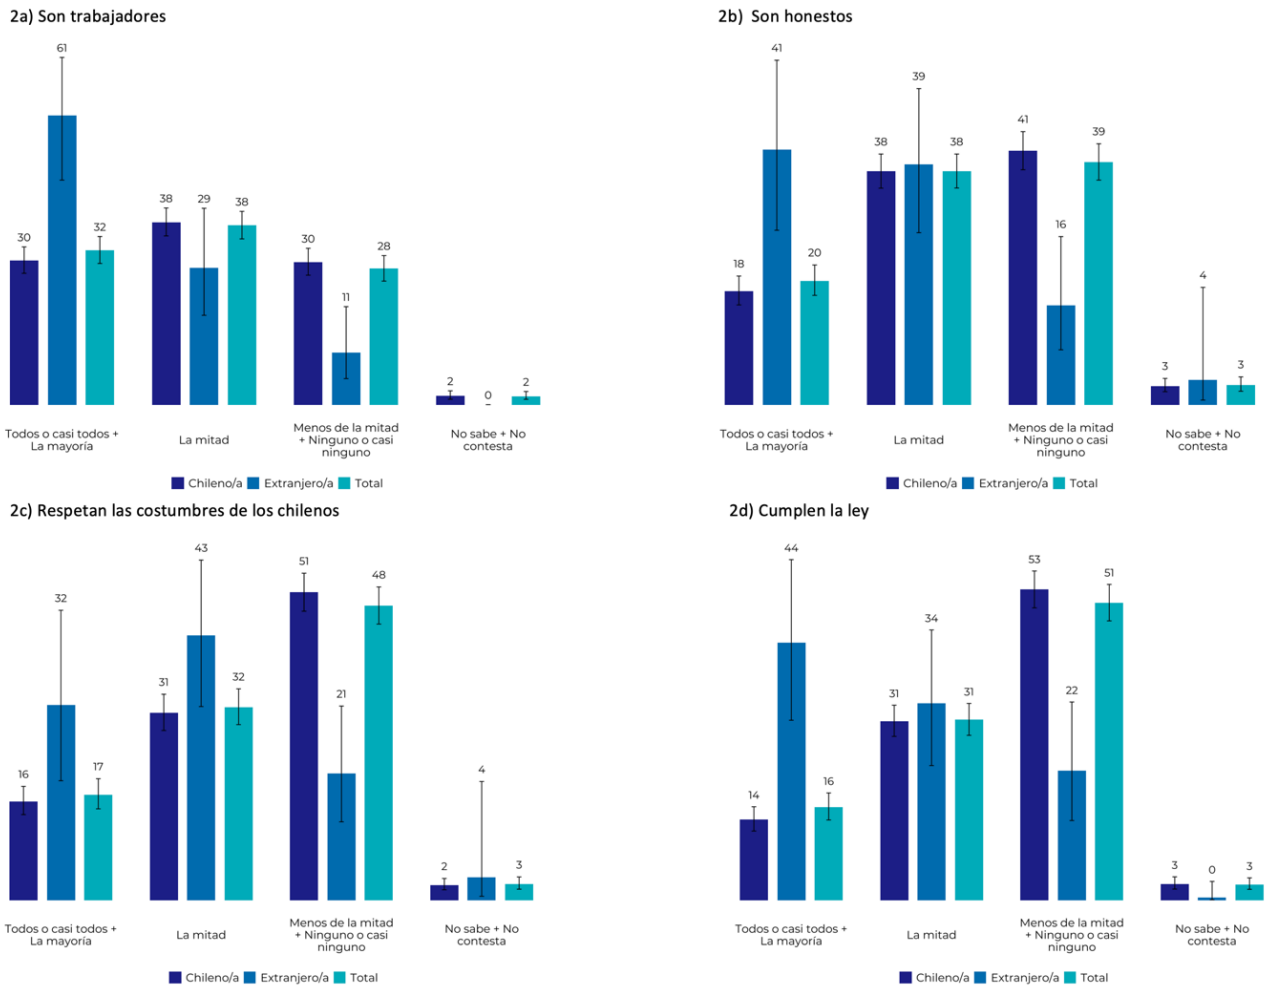 2a) Son trabajadores
61
30
32
38
29
38
30
11
28
2
0
2
Todos o casi todos +
La mayoría
La mitad
Menos de la mitad
+ Ninguno o casi
ninguno
No sabe + No
contesta
Chileno/a
Extranjero/a
Total
2b) Son honestos
18
41
20
38
39
38
41
16
39
3
4
3
Todos o casi todos +
La mayoría
La mitad
Menos de la mitad
+ Ninguno o casi
ninguno
No sabe + No
contesta
Chileno/a
Extranjero/a
Total
2c) Respetan las costumbres de los chilenos
16
32
17
31
43
32
51
21
48
2
4
3
Todos o casi todos +
La mayoría
La mitad
Menos de la mitad
+ Ninguno o casi
ninguno
No sabe + No
contesta
Chileno/a
Extranjero/a
Total
2d) Cumplen la ley
14
44
16
31
34
31
53
22
51
3
0
3
Todos o casi todos +
La mayoría
La mitad
Menos de la mitad
+ Ninguno o casi
ninguno
No sabe + No
contesta
Chileno/a
Extranjero/a
Total